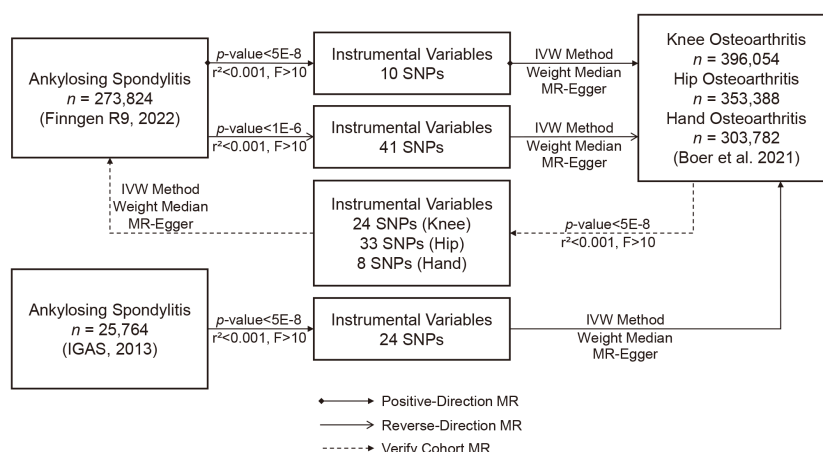 Ankylosing Spondylitis
n = 273,824
(Finngen R9, 2022)
p-value<5E-8
r²<0.001, F>10
Instrumental Variables
10 SNPs
IVW Method
Weight Median
MR-Egger
Knee Osteoarthritis
n = 396,054
Hip Osteoarthritis
n = 353,388
Hand Osteoarthritis
n = 303,782
(Boer et al. 2021)
p-value<1E-6
r²<0.001, F>10
Instrumental Variables
41 SNPs
IVW Method
Weight Median
MR-Egger
IVW Method
Weight Median
MR-Egger
Instrumental Variables
24 SNPs (Knee)
33 SNPs (Hip)
8 SNPs (Hand)
p-value<5E-8
r²<0.001, F>10
Ankylosing Spondylitis
n = 25,764
(IGAS, 2013)
p-value<5E-8
r²<0.001, F>10
Instrumental Variables
24 SNPs
IVW Method
Weight Median
MR-Egger
Positive-Direction MR
Reverse-Direction MR
Verify Cohort MR